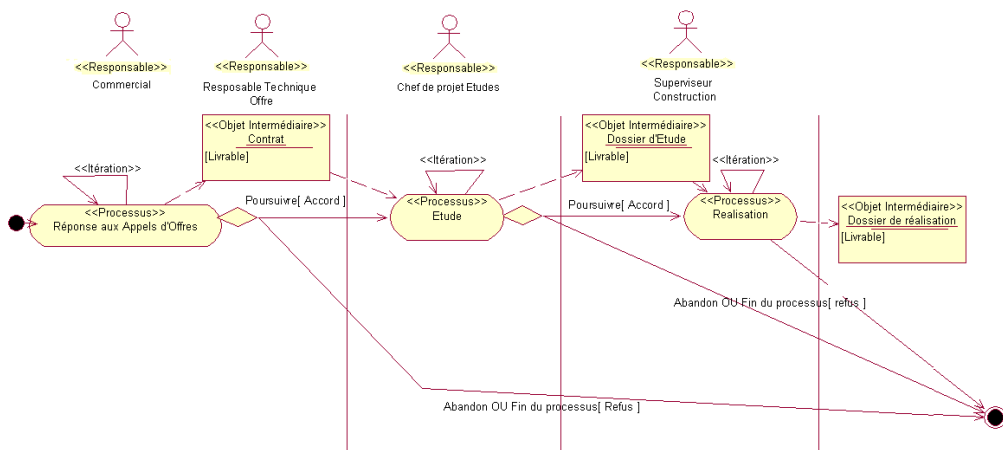 <<Responsable>>
Commercial
<<Responsable>>
Resposable Technique
Offre
<<Responsable>>
Chef de projet Etudes
<<Responsable>>
Superviseur
Construction
<<Objet Intermédiaire>>
Contrat
[Livrable]
<<Objet Intermédiaire>>
Dossier d'Etude
[Livrable]
<<Itération>>
<<Itération>>
<<Itération>>
<<Processus>>
Réponse aux Appels d'Offres
Poursuivre[ Accord ]
<<Processus>>
Etude
Poursuivre[ Accord ]
<<Processus>>
Realisation
<<Objet Intermédiaire>>
Dossier de réalisation
[Livrable]
Abandon OU Fin du processus[ refus ]
Abandon OU Fin du processus[ Refus ]